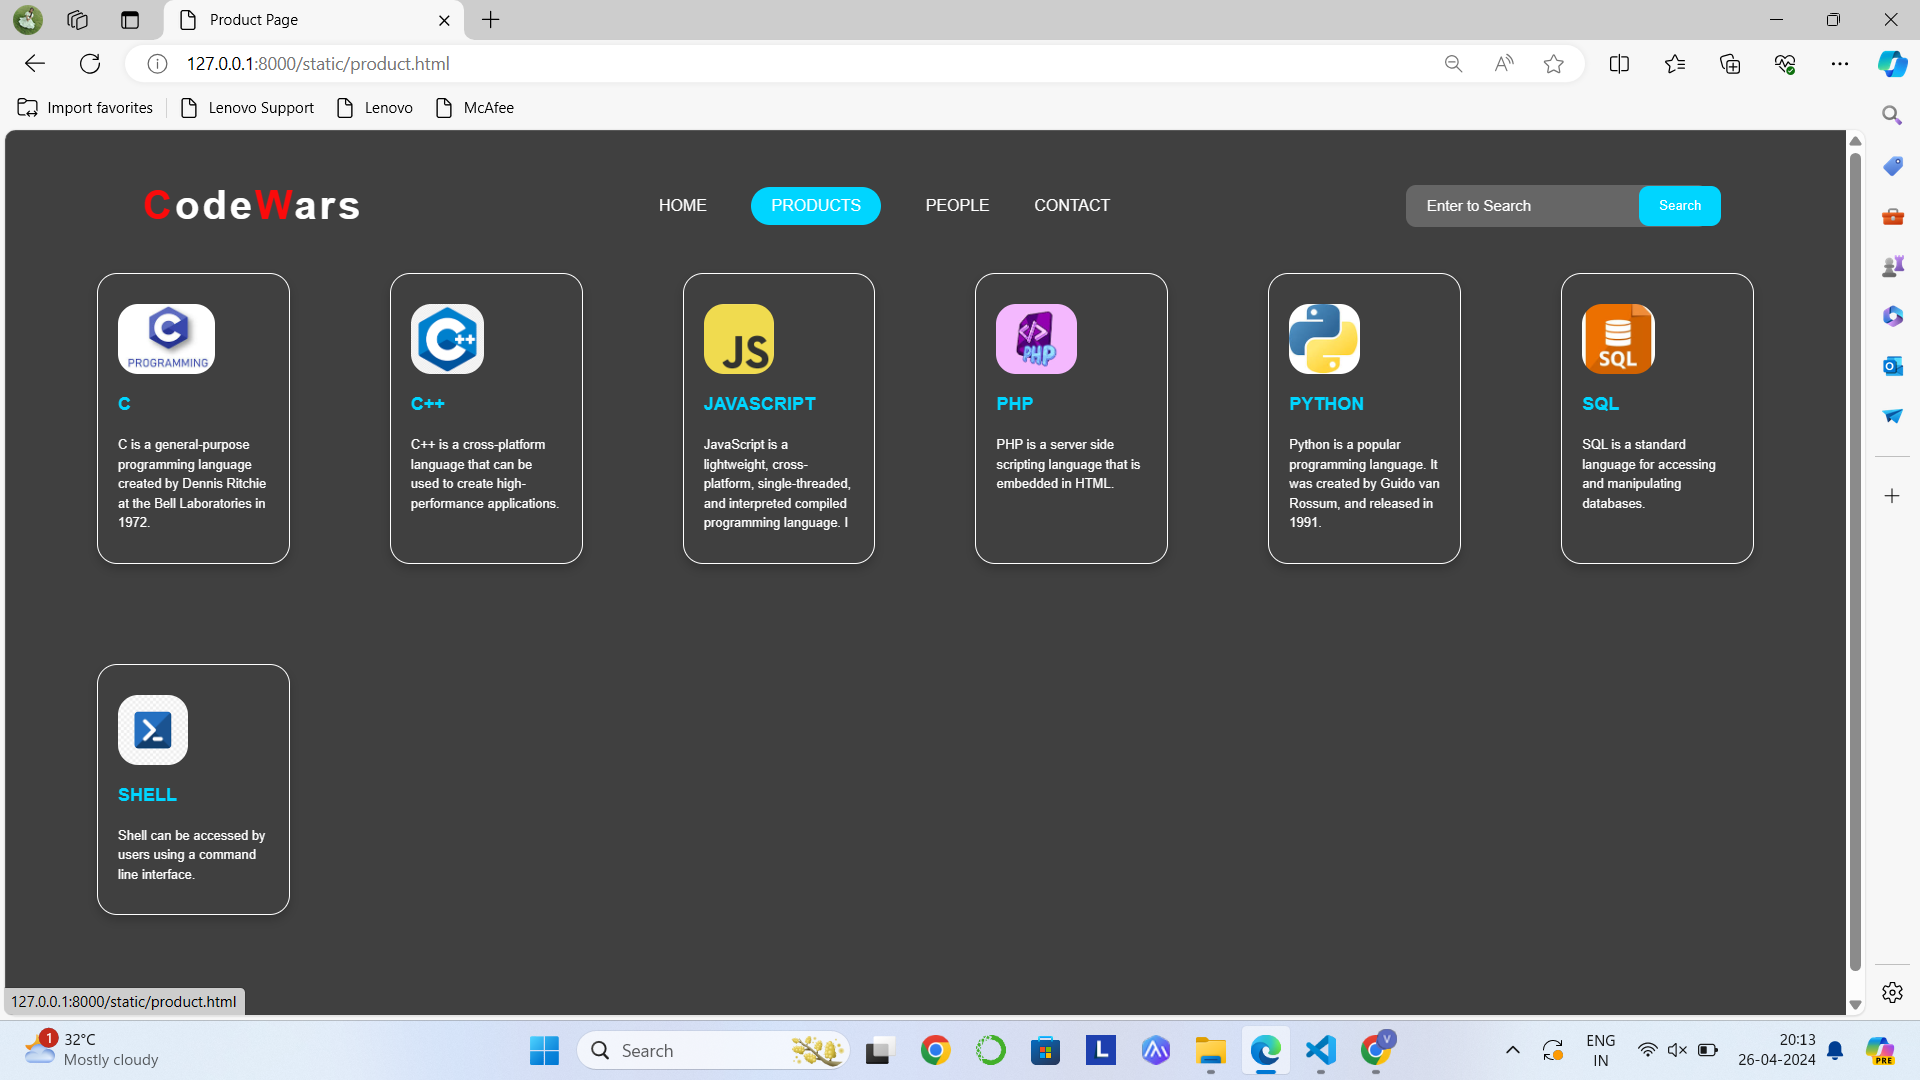 Product Page
127.0.0.1:8000/static/product.html
Import favorites
Lenovo Support
Lenovo
McAfee
CodeWars
HOME
PRODUCTS
PEOPLE
CONTACT
Enter to Search
Search
PROGRAMMING
C
C is a general-purpose
programming language
created by Dennis Ritchie
at the Bell Laboratories in
1972.
C++
C++
C++ is a cross-platform
language that can be
used to create high-
performance applications.
JS
JAVASCRIPT
JavaScript is a
lightweight, cross-
platform, single-threaded,
and interpreted compiled
programming language. I
</> PHP
PHP
PHP is a server side
scripting language that is
embedded in HTML.
PYTHON
Python is a popular
programming language. It
was created by Guido van
Rossum, and released in
1991.
SQL
SQL
SQL is a standard
language for accessing
and manipulating
databases.
SHELL
Shell can be accessed by
users using a command
line interface.
127.0.0.1:8000/static/product.html
1
32°C
Mostly cloudy
Search
L
V
ENG
IN
20:13
26-04-2024
PRE